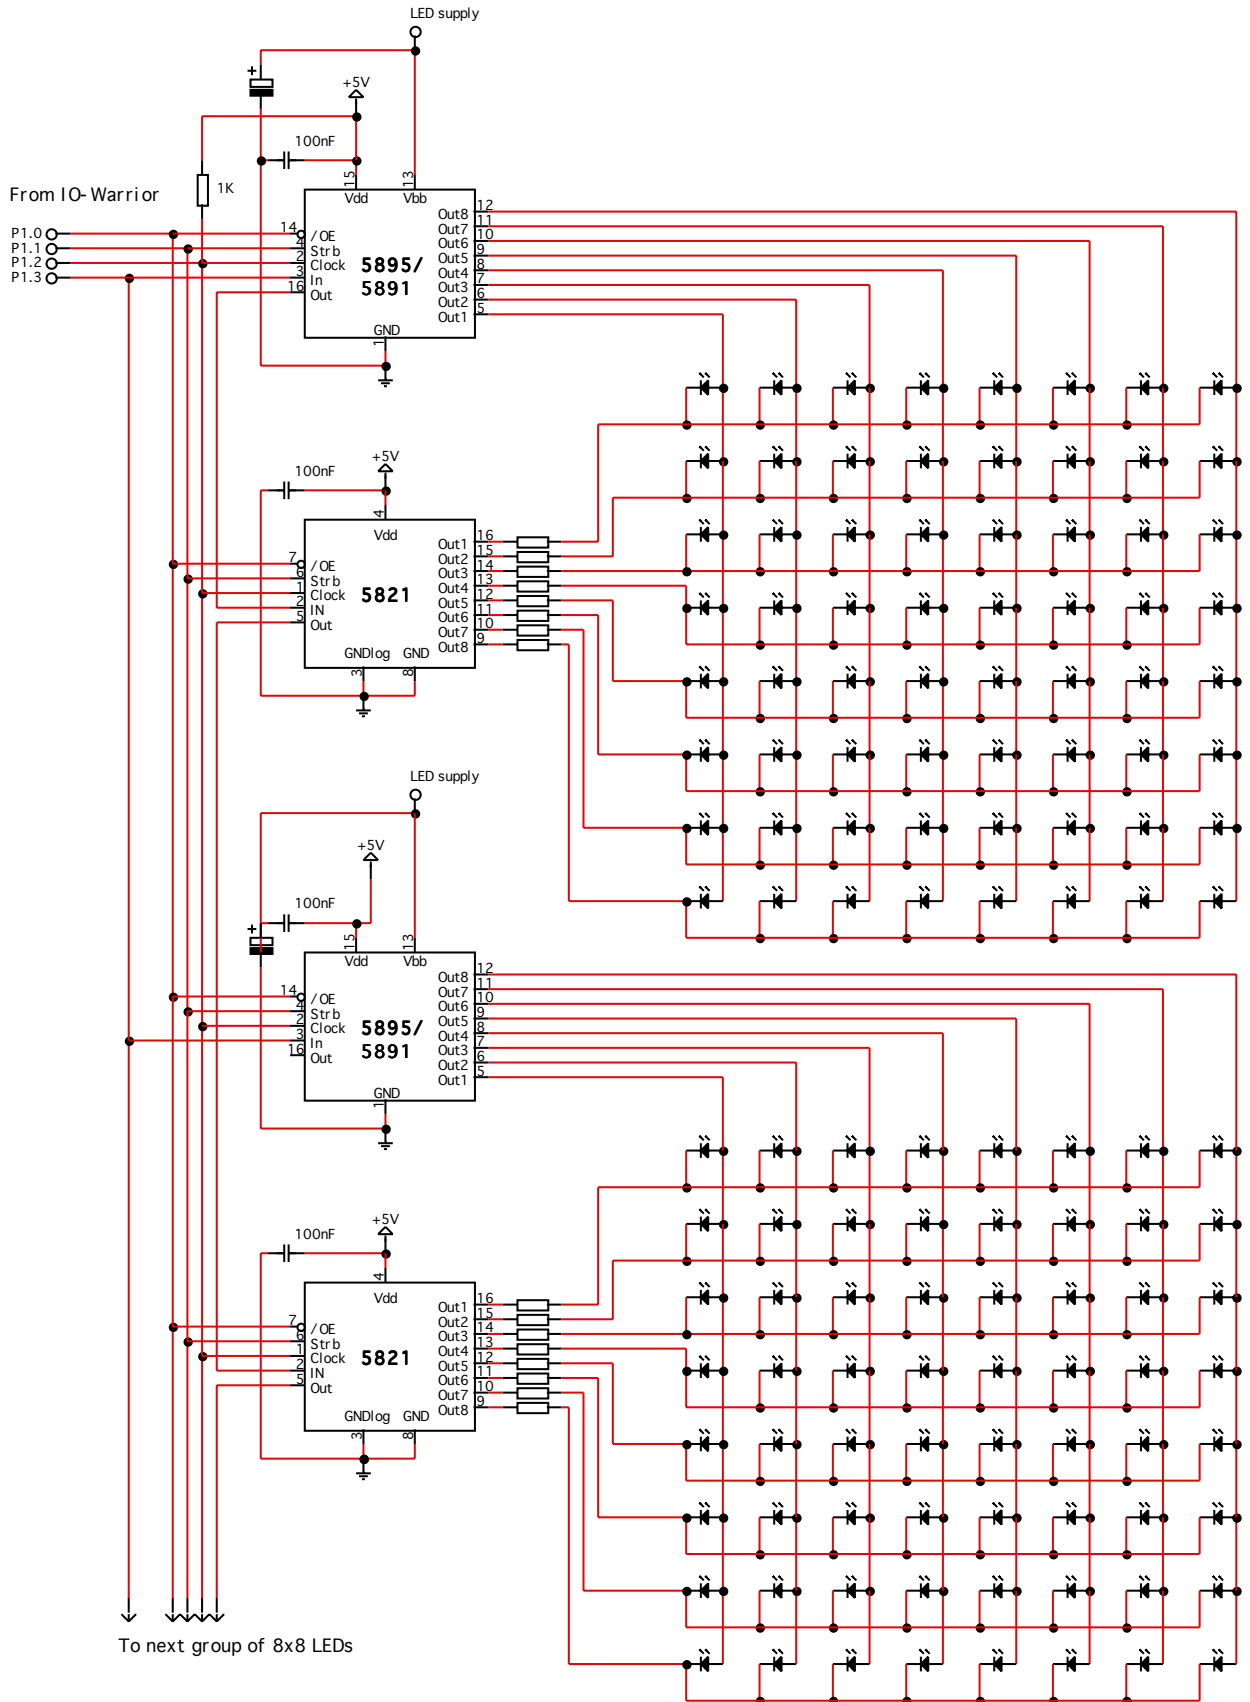 LED supply
+5V
100nF
1K
From IO-Warrior
15
13
Vdd
Vbb
P1.0
P1.1
P1.2
P1.3
14
4
2
3
16
/OE
Strb
Clock
In
Out
5895/
5891
Out8
Out7
Out6
Out5
Out4
Out3
Out2
Out1
12
11
10
9
8
7
6
5
GND
1
+5V
100nF
4
Vdd
7
6
1
2
5
/OE
Strb
Clock
IN
Out
5821
Out1
Out2
Out3
Out4
Out5
Out6
Out7
Out8
16
15
14
13
12
11
10
9
GNDlog
GND
3
8
LED supply
+5V
100nF
15
13
Vdd
Vbb
14
4
2
3
16
/OE
Strb
Clock
In
Out
5895/
5891
Out8
Out7
Out6
Out5
Out4
Out3
Out2
Out1
12
11
10
9
8
7
6
5
GND
1
+5V
100nF
4
Vdd
7
6
1
2
5
/OE
Strb
Clock
IN
Out
5821
Out1
Out2
Out3
Out4
Out5
Out6
Out7
Out8
16
15
14
13
12
11
10
9
GNDlog
GND
3
8
To next group of 8x8 LEDs